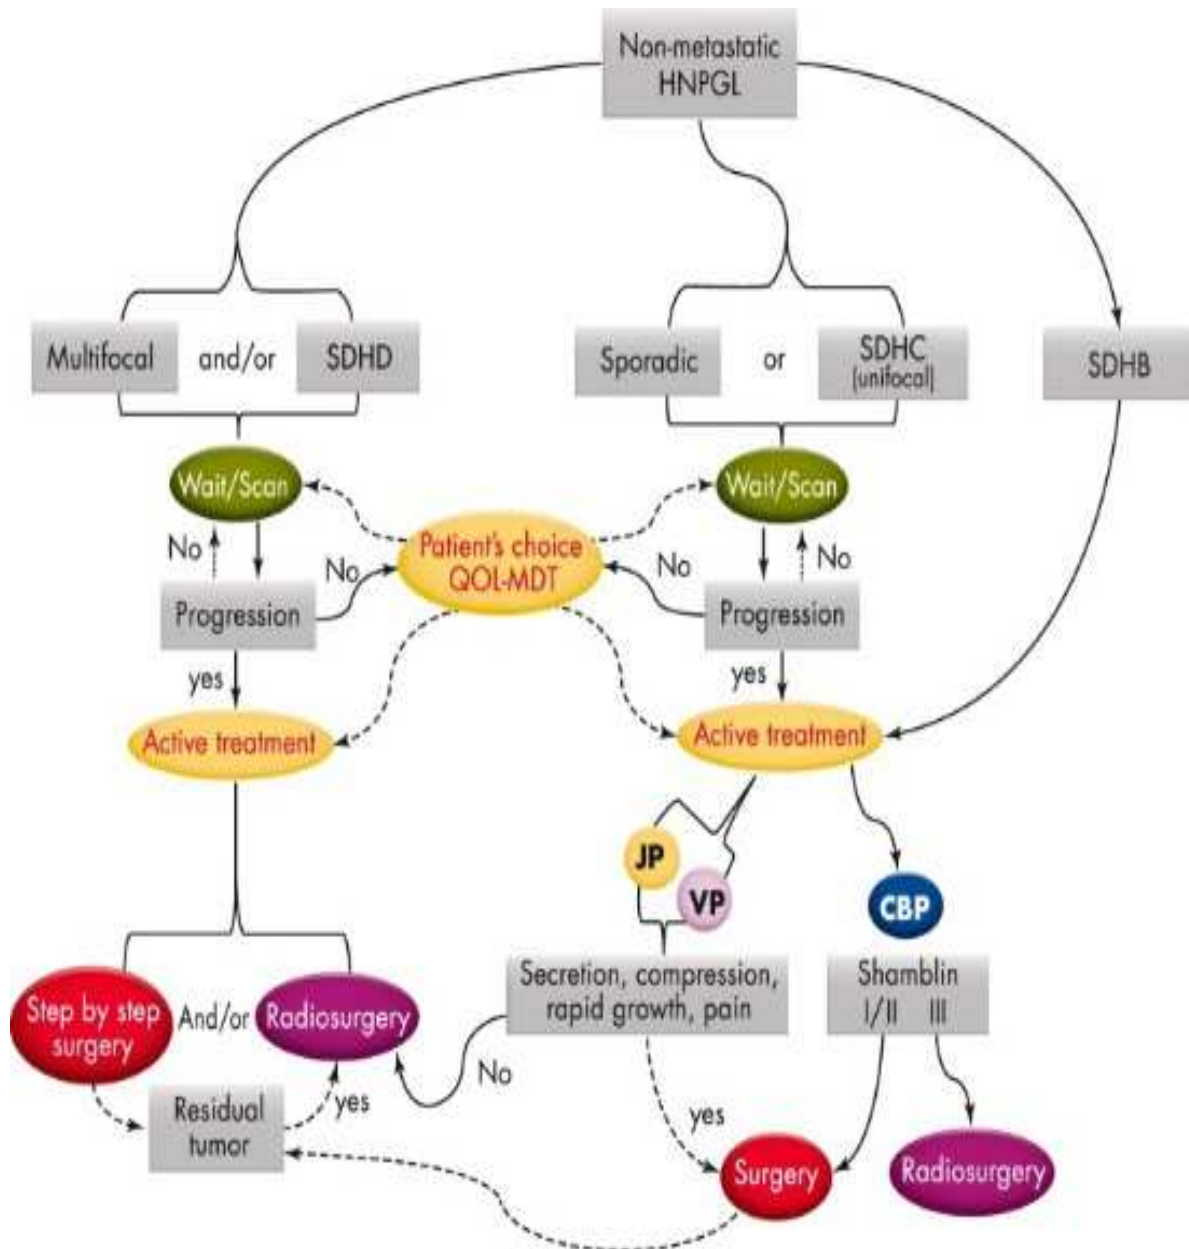 Non-metastatic
HNPGL
Multifocal
and/or
SDHD
Sporadic
or
SDHC
(unifocal)
SDHB
Wait/Scan
Wait/Scan
No
No
Patient's choice
QOL-MDT
No
No
Progression
Progression
yes
yes
Active treatment
Active treatment
JP
VP
CBP
Secretion, compression,
rapid growth, pain
Shamblin
I/II III
Step by step
surgery
And/or
Radiosurgery
No
yes
Residual
tumor
yes
Surgery
Radiosurgery